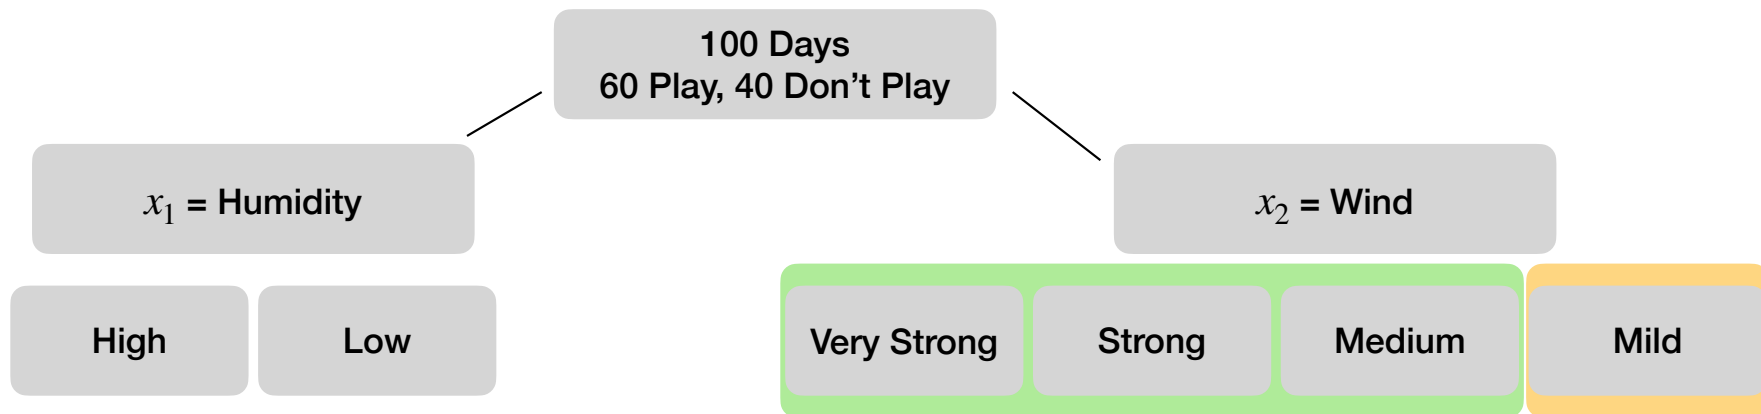 100 Days
60 Play, 40 Don’t Play
x₁ = Humidity
x₂ = Wind
High
Low
Very Strong
Strong
Medium
Mild